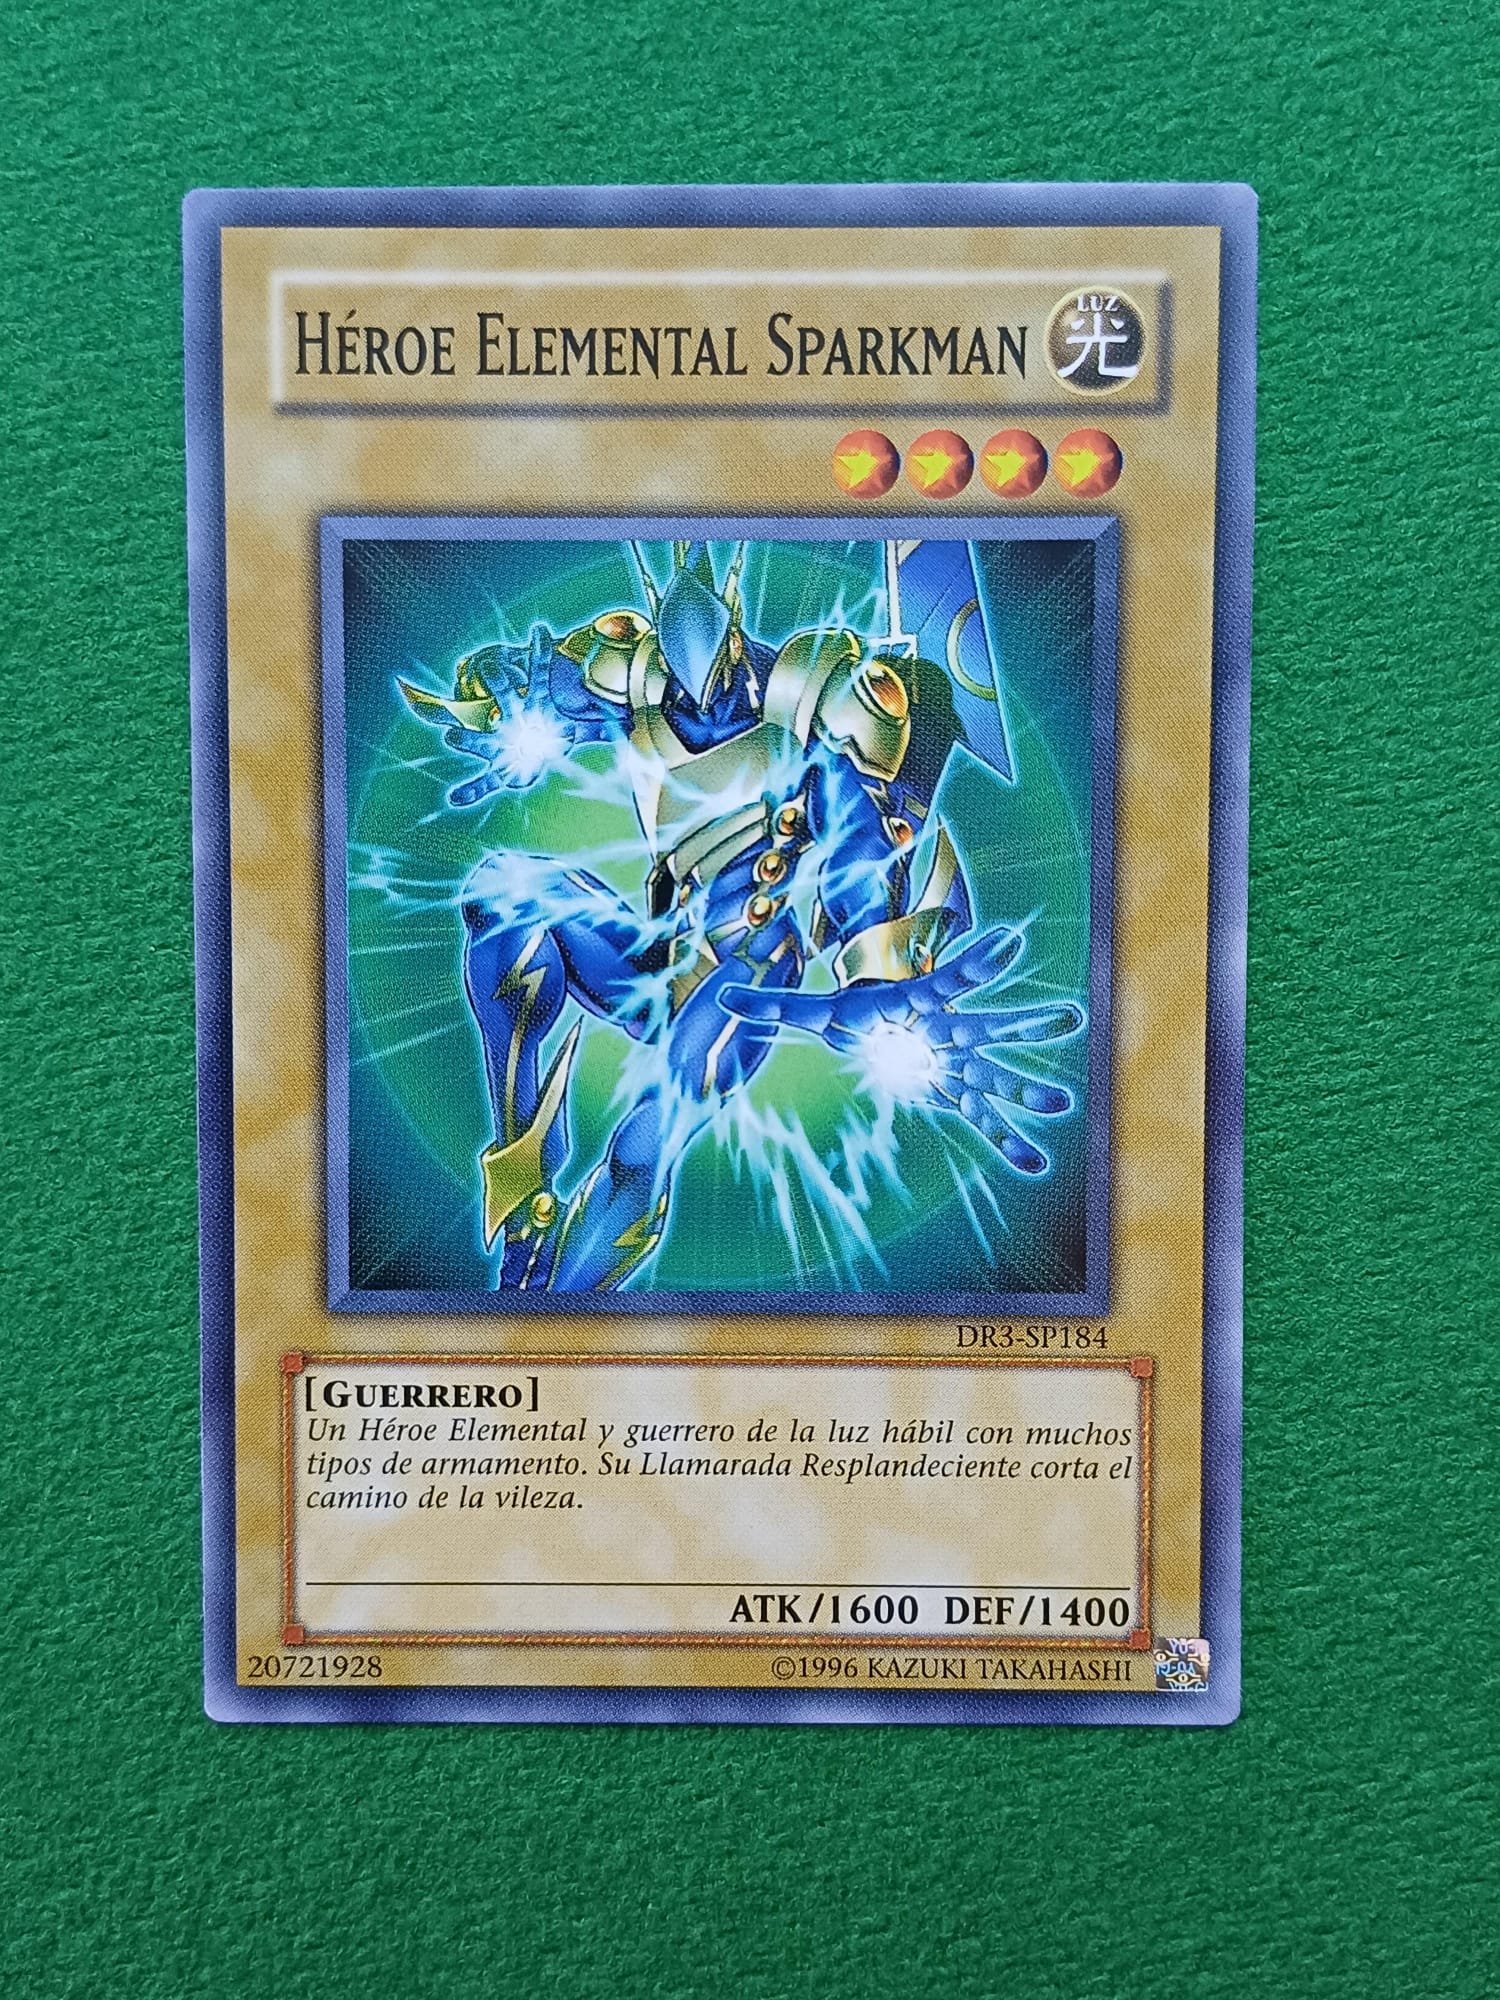 HÉROE ELEMENTAL SPARKMAN
LUZ
光
DR3-SP184
[GUERRERO]
Un Héroe Elemental y guerrero de la luz hábil con muchos
tipos de armamento. Su Llamarada Resplandeciente corta el
camino de la vileza.
ATK/1600 DEF/1400
20721928
©1996 KAZUKI TAKAHASHI